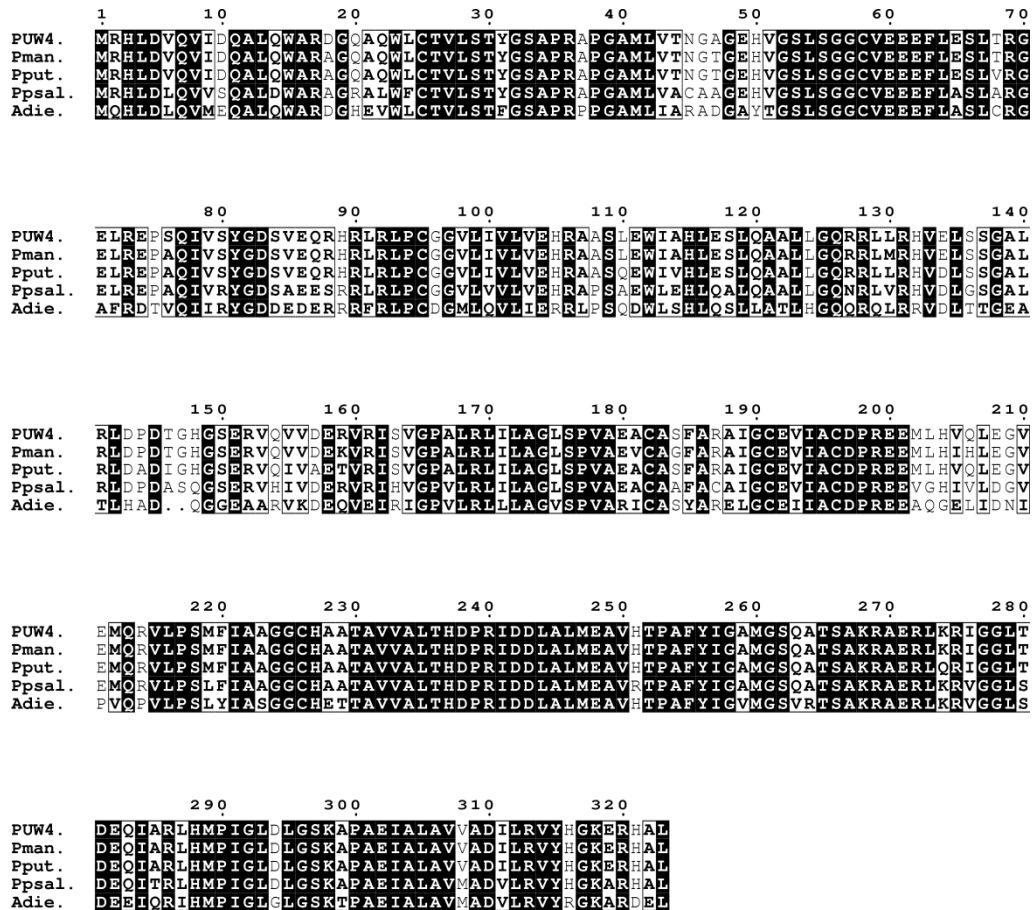 1 10 20 30 40 50 60 70
PUW4. MRHLDVQVIDQALQWARDGQAQWLCTVLSTYGSAPRAPGAMLVTNGAGEHVGSLSGGCVEEEFLESLTRG
Pman. MRHLDVQVIDQALQWARAGQAQWLCTVLSTYGSAPRAPGAMLVTNGTGEHVGSLSGGCVEEEFLESLTRG
Pput. MRHLDVQVIDQALQWARAGQAQWLCTVLSTYGSAPRAPGAMLVTNGTGEHVGSLSGGCVEEEFLESLVRG
Ppsal. MRHLDLQVVSQALDWARAGRALWFCTVLSTYGSAPRAPGAMLVACAAGEHVGSLSGGCVEEEFLASLARG
Adie. MQHLDLQVMEQALQWARDGHEVWLCTVLSTFGSAPRPPGAMLIARADGAYTGSLSGGCVEEEFLASLCRG
80 90 100 110 120 130 140
PUW4. ELREPSQIVSYGDSVEQRHRLRLPCGGVLIVLVEHRAASLEWIAHLESLQAALLGQRRLLRHVELSSGAL
Pman. ELREPAQIVSYGDSVEQRHRLRLPCGGVLIVLVEHRAASLEWIAHLESLQAALLGQRRLMRHVELSSGAL
Pput. ELREPAQIVSYGDSVEQRHRLRLPCGGVLIVLVEHRAASQEWIVHLESLQAALLGQRRLLRHVDLSSGAL
Ppsal. ELREPAQIVRYGDSAEESRRLRLPCGGVLVVLVEHRAPSAEWLEHLQALQAALLGQNRLVRHVDLGSGAL
Adie. AFRDTVQIIRYGDDEDERRRFRLPCDGMLQVLIERRLPSQDWLSHLQSLLATLHGQQRQLRRVDLTTGEA
150 160 170 180 190 200 210
PUW4. RLDPDTGHGSERVQVVDERVRISVGPALRLILAGLSPVAEACASFARAIGCEVIACDPREEMLHVQLEGV
Pman. RLDPDTGHGSERVQIVDEKVRISVGPALRLILAGLSPVAEVCAGFARAIGCEVIACDPREEMLHIHLEGV
Pput. RLDADIGHGSERVQIVAETVRISVGPALRLILAGLSPVAEACASFARAIGCEVIACDPREEMLHVQLEGV
Ppsal. RLDPDASQGSERVHIVDERVRIHVGPVLRLILAGLSPVAEACAAFACAIGCEVIACDPREEVGHIVLDGV
Adie. TLHAD..QGGEAARVKDEQVEIRIGPVLRLLLAGVSPVARICASYARELGCEIIACDPREEAQGELIDNI
220 230 240 250 260 270 280
PUW4. EMQRVLPSMFIAAGGCHAATAVVALTHDPRIDDLALMEAVHTPAFYIGAMGSQATSAKRAERLKRIGGLT
Pman. EMQRVLPSMFIAAGGCHAATAVVALTHDPRIDDLALMEAVHTPAFYIGAMGSQATSAKRAERLKRIGGLT
Pput. EMQRVLPSMFIAAGGCHAATAVVALTHDPRIDDLALMEAVHTPAFYIGAMGSQATSAKRAERLQRIGGLT
Ppsal. EMQRVLPSLFIAAGGCHAATAVVALTHDPRIDDLALMEAVRTPAFYIGAMGSQATSAKRAERLKRVGGLS
Adie. PVQPVLPSLYIASGGCHETTAVVALTHDPRIDDLALMEAVHTPAFYIGVMGSVRTSAKRAERLKRVGGLS
290 300 310 320
PUW4. DEQIARLHMPIGLDLGSKAPAEIALAVVADILRVYHGKERHAL
Pman. DEQIARLHMPIGLDLGSKAPAEIALAVVADILRVYHGKERHAL
Pput. DEQIARLHMPIGLDLGSKAPAEIALAVVADILRVYHGKERHAL
Ppsal. DEQITRLHMPIGLDLGSKAPAEIALAVMADVLRVYHGKARHAL
Adie. DEEIQRIHMPIGLGLGSKTPAEIALAVMADVLRVYRGKARDEL